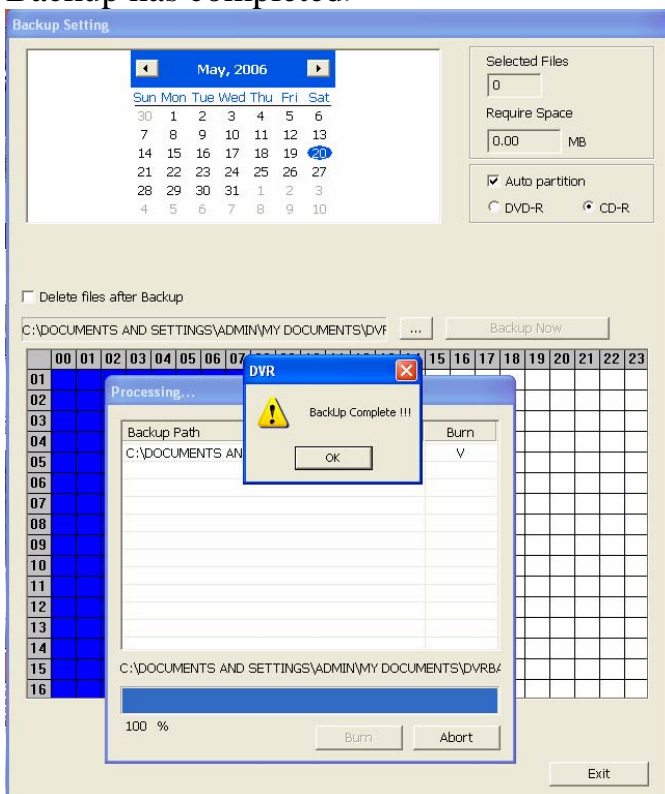 Backup has completed.
Backup Setting
May, 2006
Sun Mon Tue Wed Thu Fri Sat
30 1 2 3 4 5 6
7 8 9 10 11 12 13
14 15 16 17 18 19 20
21 22 23 24 25 26 27
28 29 30 31 1 2 3
4 5 6 7 8 9 10
Selected Files
0
Require Space
0.00 MB
Auto partition
DVD-R CD-R
Delete files after Backup
C:\DOCUMENTS AND SETTINGS\ADMIN\MY DOCUMENTS\DVF ... Backup Now
00 01 02 03 04 05 06 07 15 16 17 18 19 20 21 22 23
01
02
03
04
05
06
07
08
09
10
11
12
13
14
15
16
Processing...
Backup Path Burn
C:\DOCUMENTS AN V
DVR
BackUp Complete !!!
OK
C:\DOCUMENTS AND SETTINGS\ADMIN\MY DOCUMENTS\DVRBA
100 %
Burn Abort
Exit